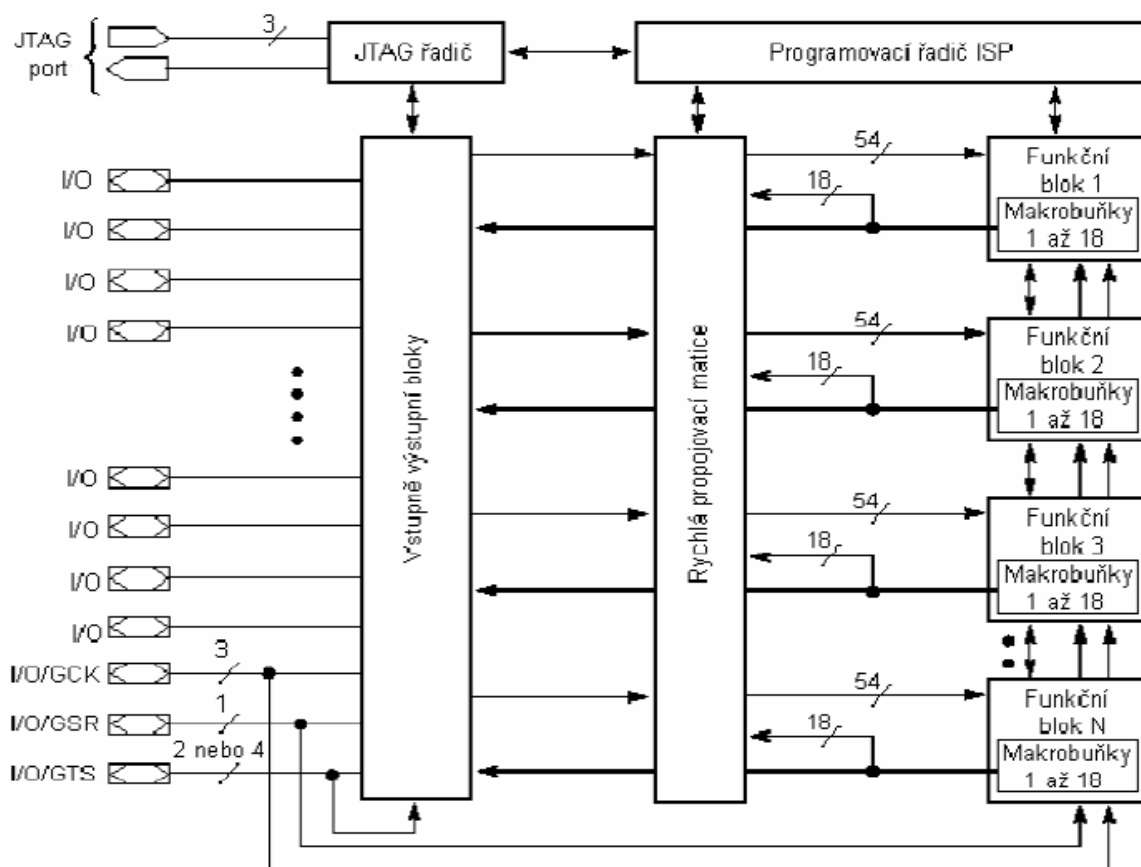 JTAG
port
3
JTAG řadič
Programovací řadič ISP
I/O
I/O
I/O
I/O
I/O
I/O
I/O
I/O
I/O/GCK
3
I/O/GSR
1
I/O/GTS
2 nebo 4
Vstupně výstupní bloky
Rychlá propojovací matice
54
18
Funkční
blok 1
Makrobuňky
1 až 18
54
18
Funkční
blok 2
Makrobuňky
1 až 18
54
18
Funkční
blok 3
Makrobuňky
1 až 18
54
18
Funkční
blok N
Makrobuňky
1 až 18